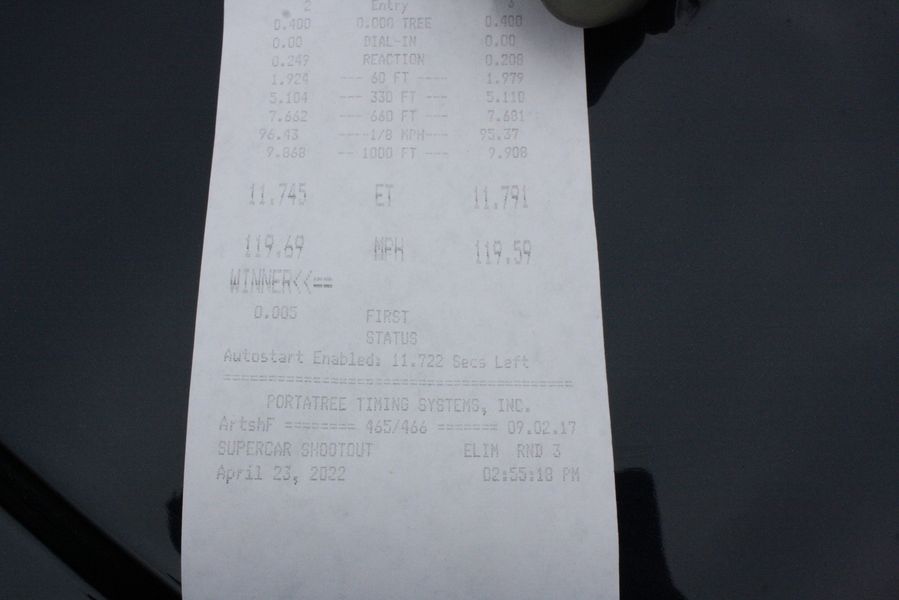 2 Entry
0.400 0.000 TREE 0.400
0.00 DIAL-IN 0.00
0.249 REACTION 0.208
1.924 --- 60 FT ---- 1.979
5.104 --- 330 FT --- 5.110
7.662 --- 660 FT --- 7.681
96.43 ----1/8 MPH--- 95.37
9.868 -- 1000 FT --- 9.908
11.745 ET 11.791
119.69 MPH 119.59
WINNER<<==
0.005 FIRST
STATUS
Autostart Enabled: 11.722 Secs Left
========================================
PORTATREE TIMING SYSTEMS, INC.
ArtshF ======== 465/466 ======= 09.02.17
SUPERCAR SHOOTOUT ELIM RND 3
April 23, 2022 02:55:18 PM